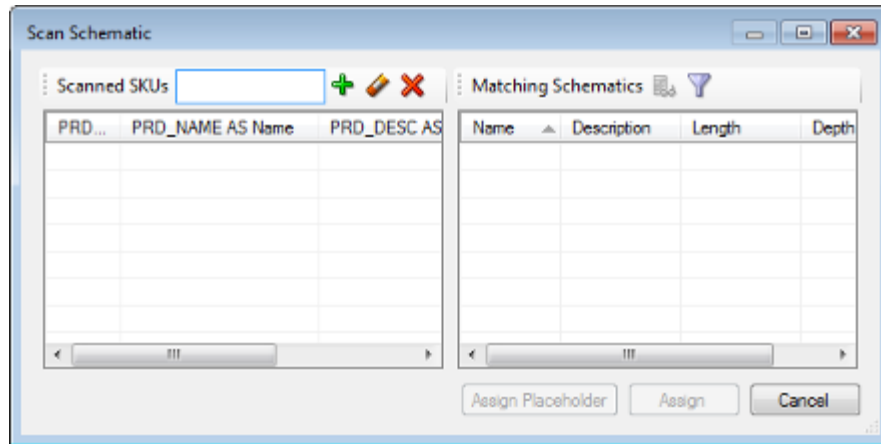 Scan Schematic
Scanned SKUs
Matching Schematics
PRD... PRD_NAME AS Name PRD_DESC AS
Name Description Length Depth
Assign Placeholder Assign Cancel